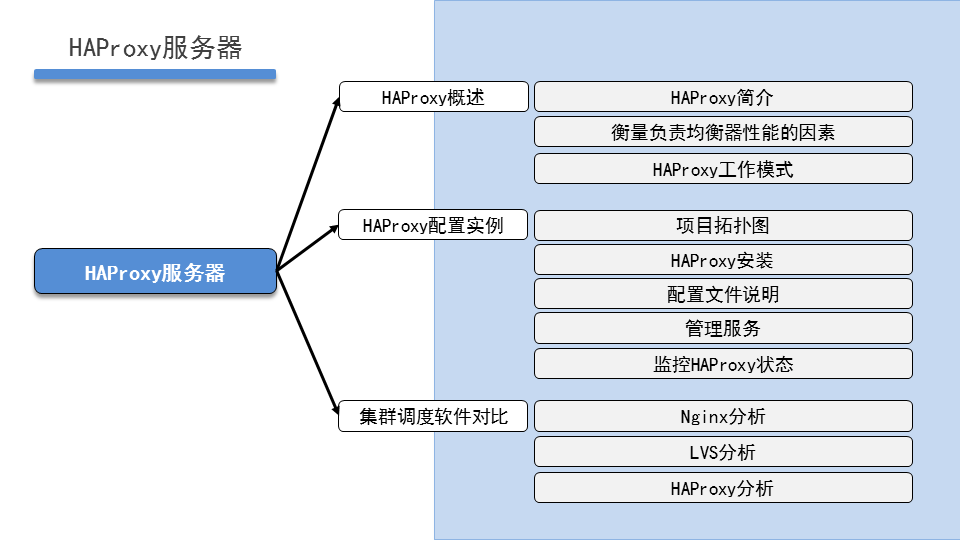 HAProxy服务器
HAProxy服务器
HAProxy概述
HAProxy简介
衡量负责均衡器性能的因素
HAProxy工作模式
HAProxy配置实例
项目拓扑图
HAProxy安装
配置文件说明
管理服务
监控HAProxy状态
集群调度软件对比
Nginx分析
LVS分析
HAProxy分析